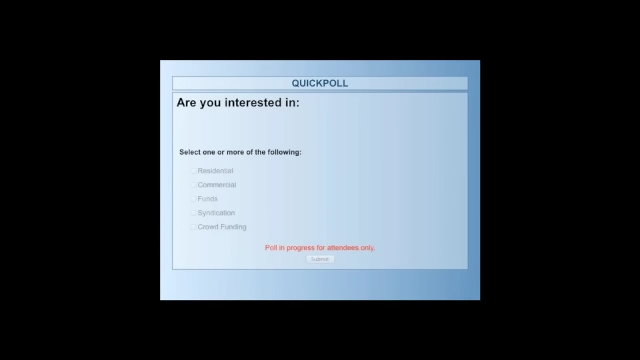 QUICKPOLL
Are you interested in:
Select one or more of the following:
Residential
Commercial
Funds
Syndication
Crowd Funding
Poll in progress for attendees only.
Submit